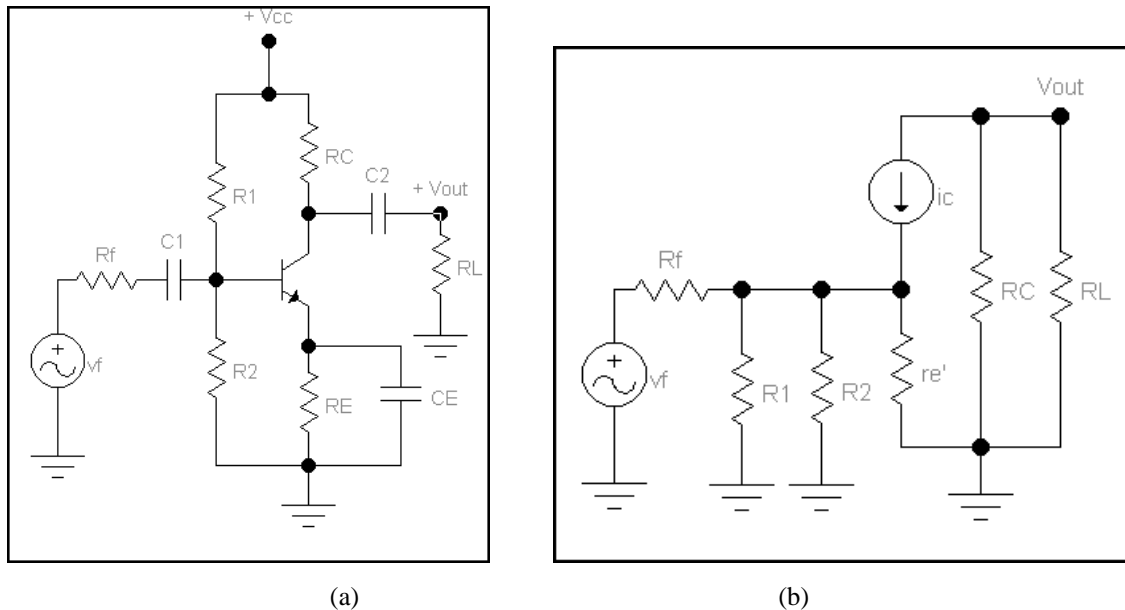 + Vcc
RC
R1
C2
+ Vout
C1
Rf
RL
+
vf
R2
RE
CE
Vout
ic
Rf
RC
RL
+
vf
R1
R2
re'
(a)
(b)